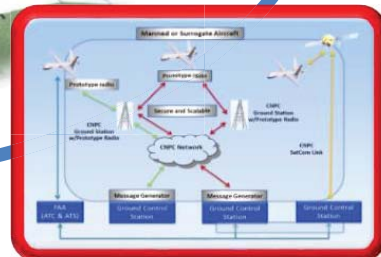 Manned or Surrogate Aircraft
Prototype radio
Prototype radio
Secure and Scalable
CNPC
Ground Station
w/Prototype Radio
CNPC
Ground Station
w/Prototype Radio
CNPC Network
CNPC
SatCom Link
Message Generator
Message Generator
FAA
(ATC & ATS)
Ground Control
Station
Ground Control
Station
Ground Control
Station